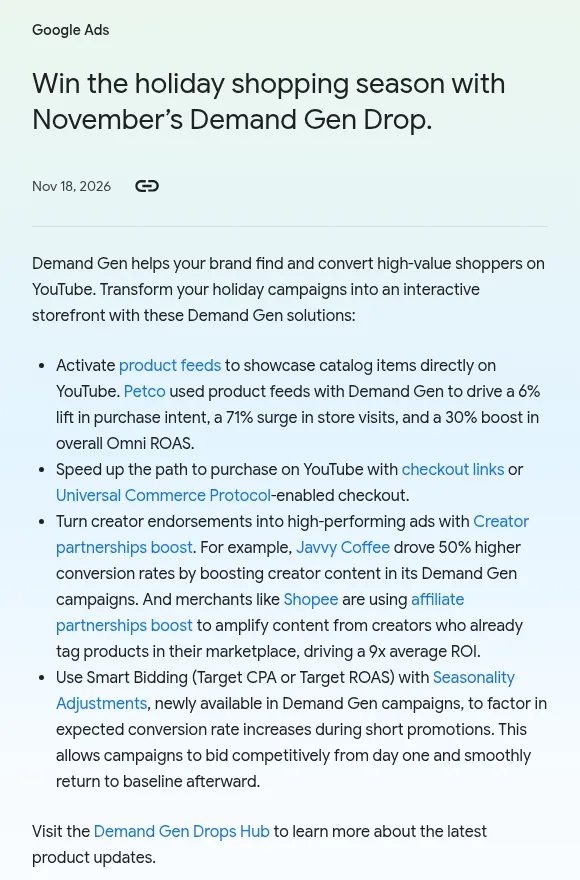 Google Ads
Win the holiday shopping season with
November’s Demand Gen Drop.
Nov 18, 2026
Demand Gen helps your brand find and convert high-value shoppers on
YouTube. Transform your holiday campaigns into an interactive
storefront with these Demand Gen solutions:
• Activate product feeds to showcase catalog items directly on
YouTube. Petco used product feeds with Demand Gen to drive a 6%
lift in purchase intent, a 71% surge in store visits, and a 30% boost in
overall Omni ROAS.
• Speed up the path to purchase on YouTube with checkout links or
Universal Commerce Protocol-enabled checkout.
• Turn creator endorsements into high-performing ads with Creator
partnerships boost. For example, Javvy Coffee drove 50% higher
conversion rates by boosting creator content in its Demand Gen
campaigns. And merchants like Shopee are using affiliate
partnerships boost to amplify content from creators who already
tag products in their marketplace, driving a 9x average ROI.
• Use Smart Bidding (Target CPA or Target ROAS) with Seasonality
Adjustments, newly available in Demand Gen campaigns, to factor in
expected conversion rate increases during short promotions. This
allows campaigns to bid competitively from day one and smoothly
return to baseline afterward.
Visit the Demand Gen Drops Hub to learn more about the latest
product updates.